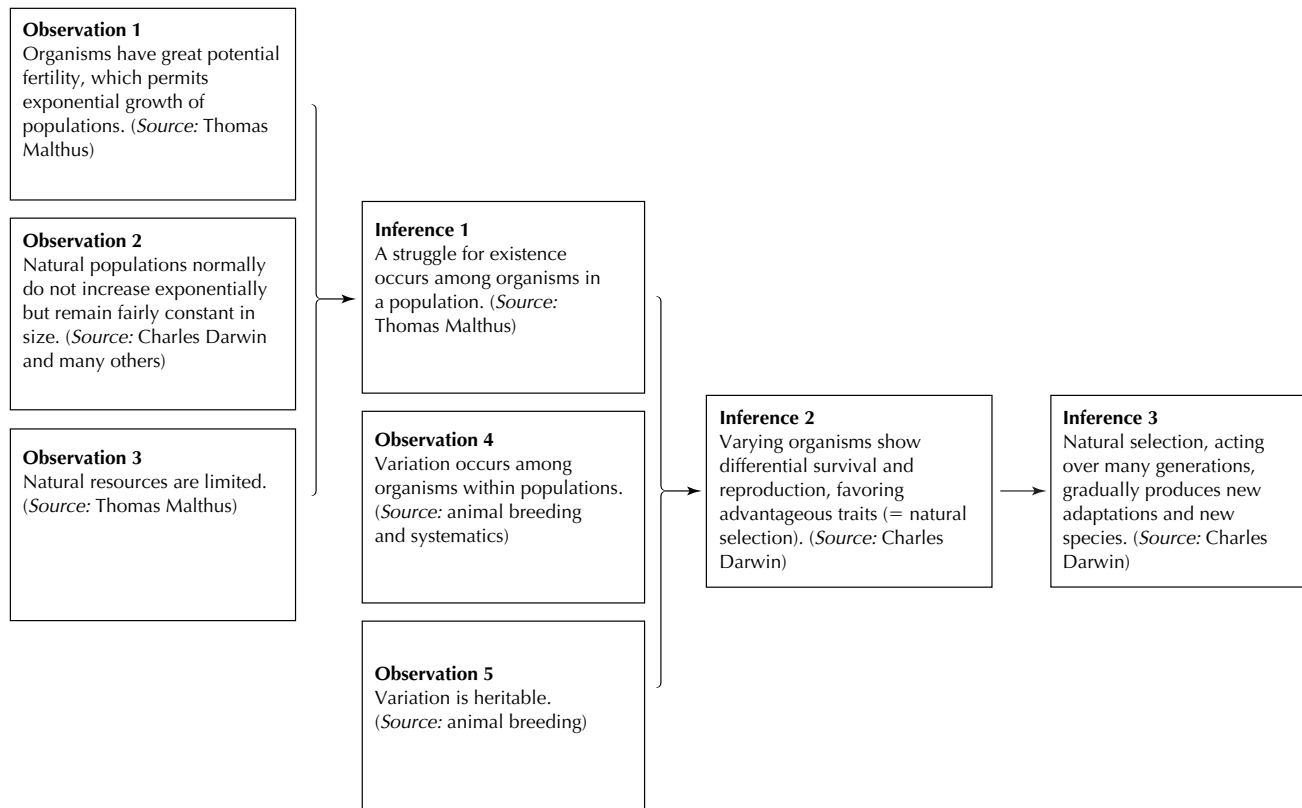 Observation 1
Organisms have great potential
fertility, which permits
exponential growth of
populations. (Source: Thomas
Malthus)
Observation 2
Natural populations normally
do not increase exponentially
but remain fairly constant in
size. (Source: Charles Darwin
and many others)
Observation 3
Natural resources are limited.
(Source: Thomas Malthus)
Inference 1
A struggle for existence
occurs among organisms in
a population. (Source:
Thomas Malthus)
Observation 4
Variation occurs among
organisms within populations.
(Source: animal breeding
and systematics)
Observation 5
Variation is heritable.
(Source: animal breeding)
Inference 2
Varying organisms show
differential survival and
reproduction, favoring
advantageous traits (= natural
selection). (Source: Charles
Darwin)
Inference 3
Natural selection, acting
over many generations,
gradually produces new
adaptations and new
species. (Source: Charles
Darwin)